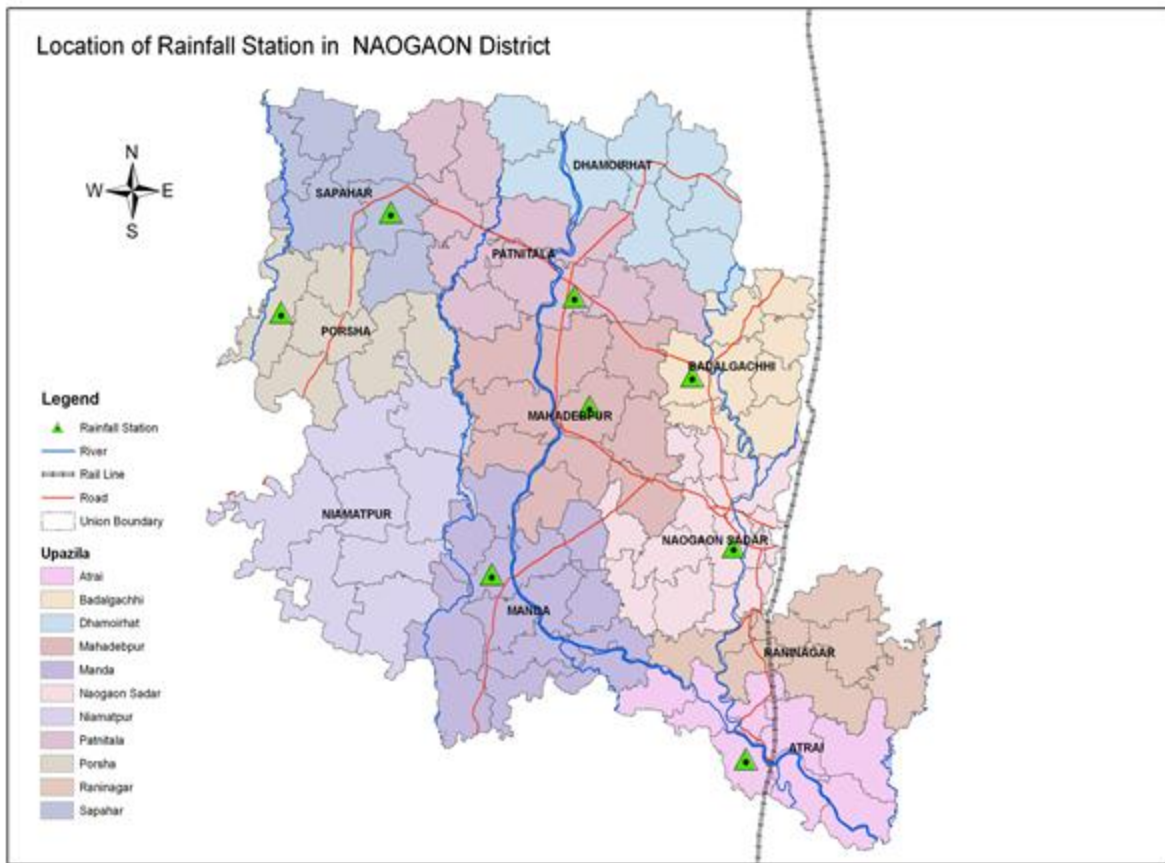 Location of Rainfall Station in NAOGAON District
N
W E
S
DHAMOIRHAT
SAPAHAR
PATNITALA
PORSHA
BADALGACHHI
MAHADEBPUR
NIAMATPUR
NAOGAON SADAR
MANDA
RANINAGAR
ATRAI
Legend
Rainfall Station
River
Rail Line
Road
Union Boundary
Upazila
Atrai
Badalgachhi
Dhamoirhat
Mahadebpur
Manda
Naogaon Sadar
Niamatpur
Patnitala
Porsha
Raninagar
Sapahar